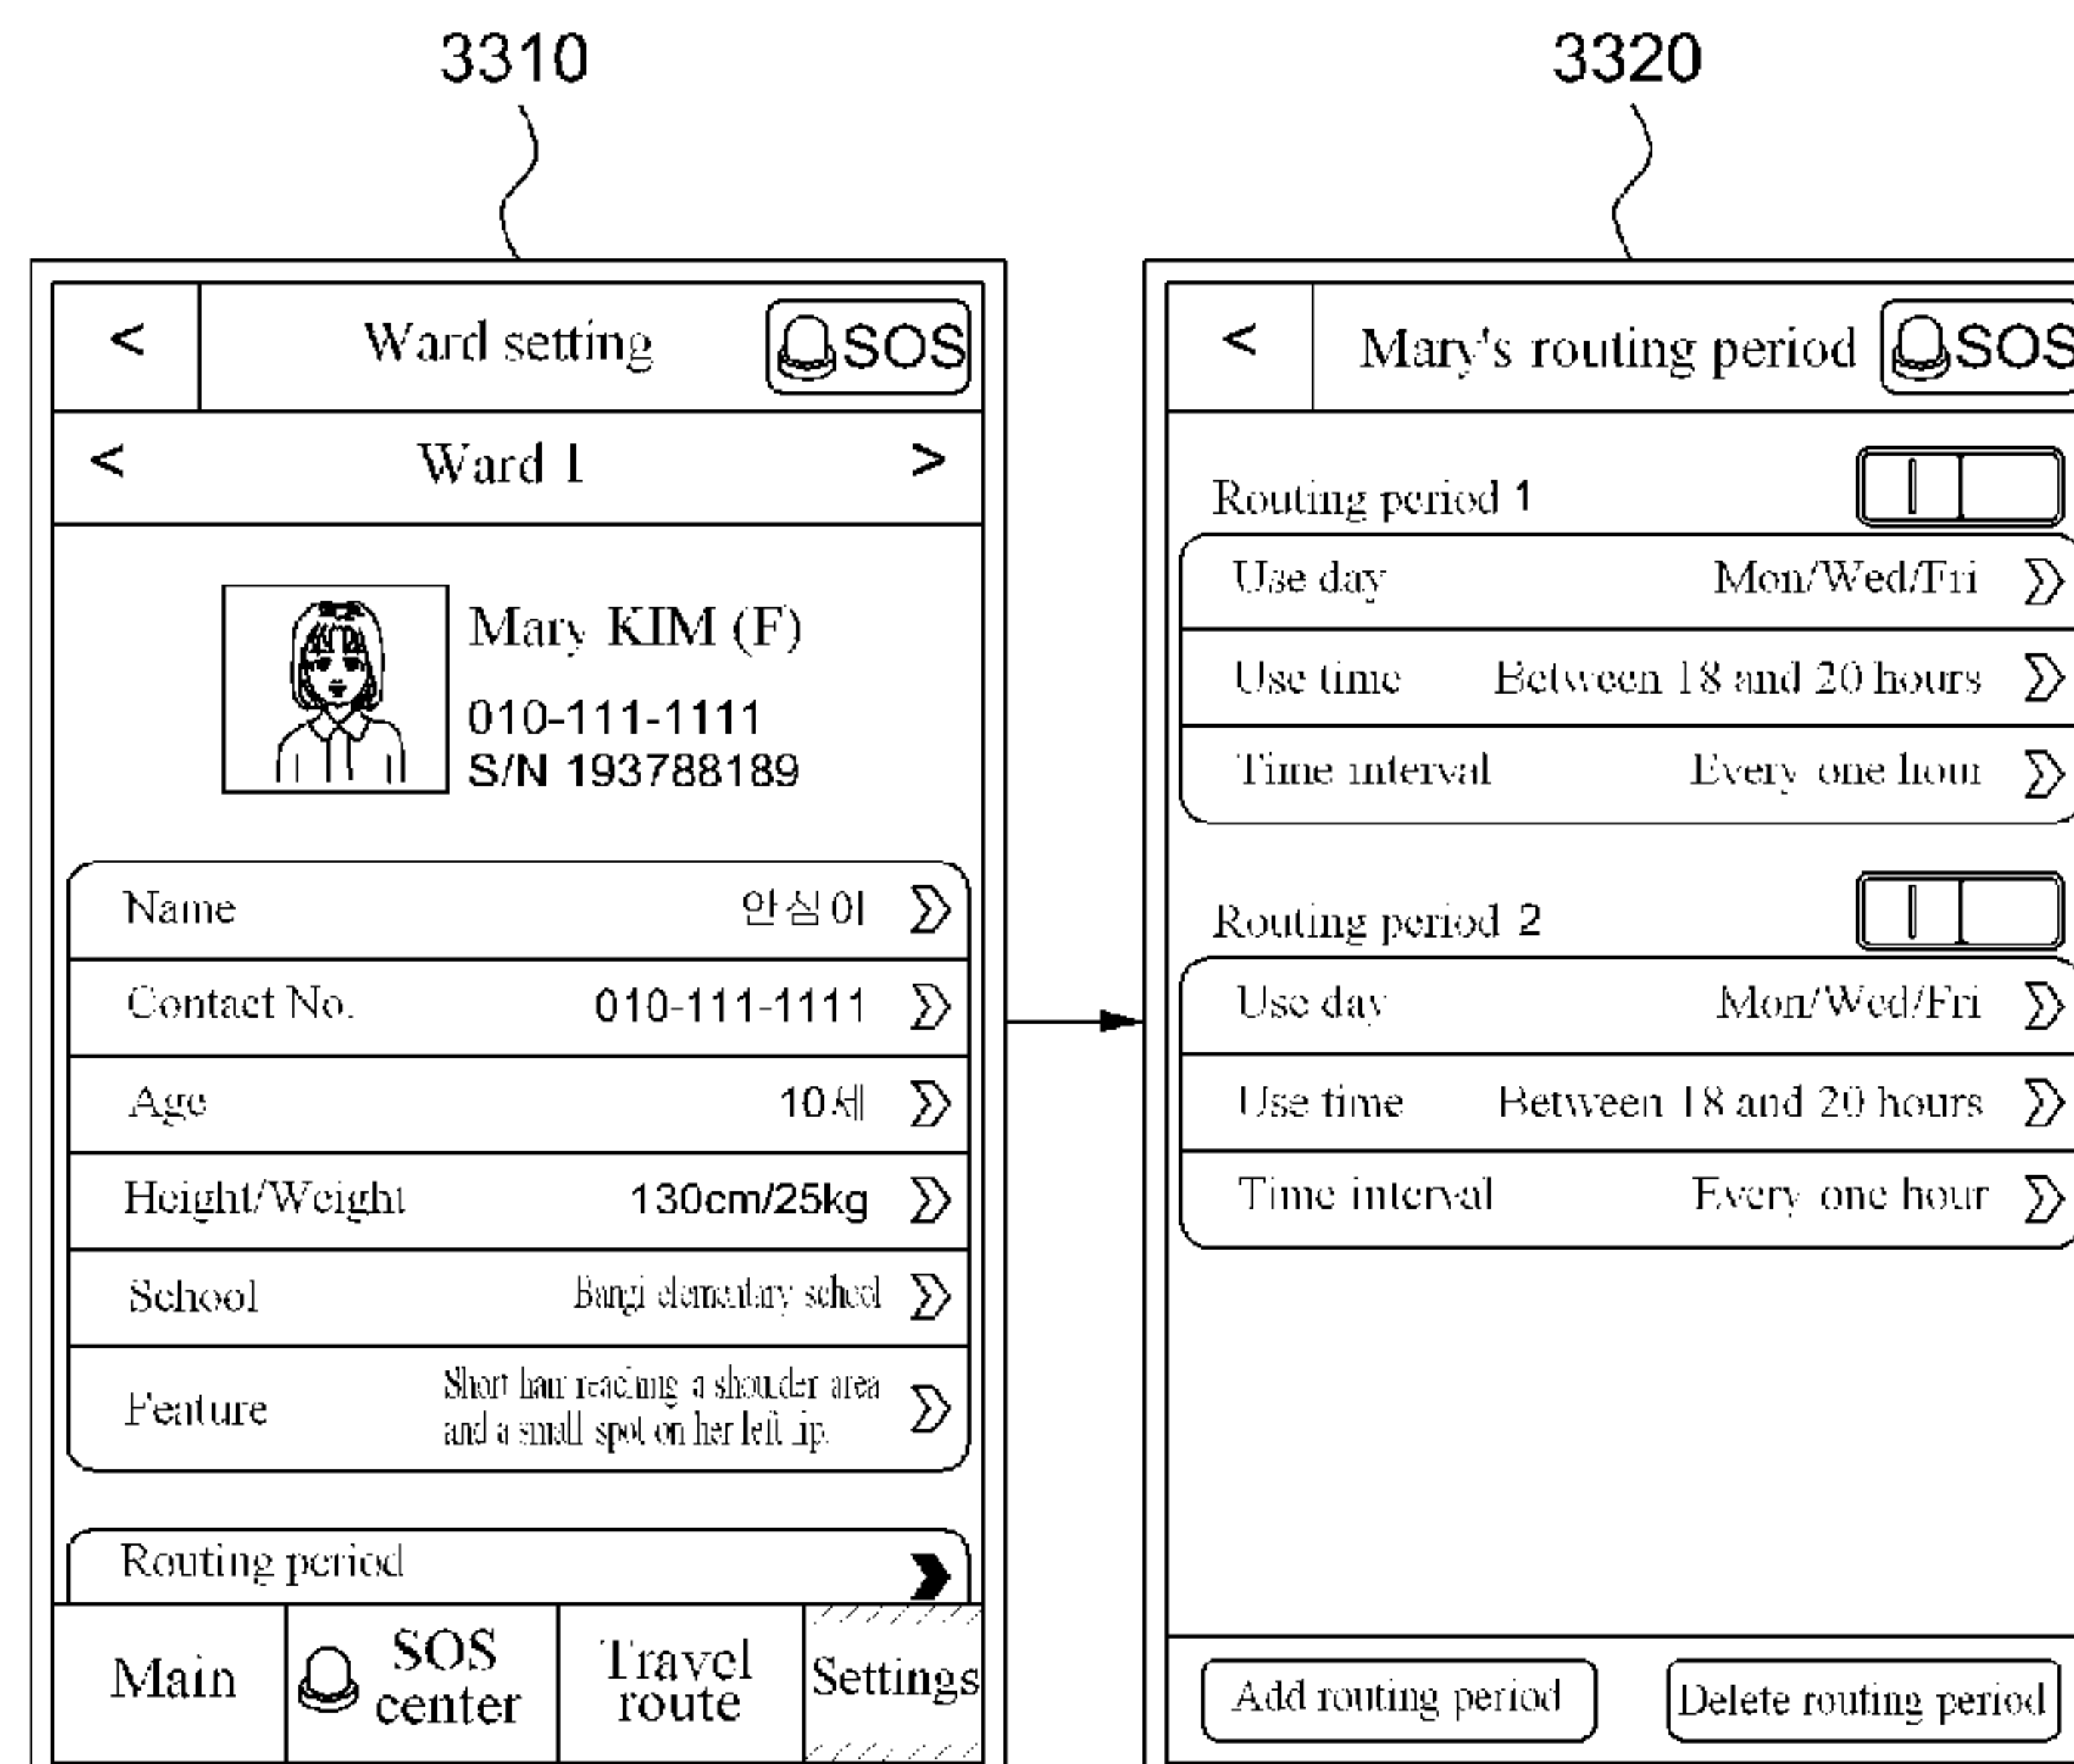 3310
3320
< Ward setting SOS
< Ward 1 >
Mary KIM (F)
010-111-1111
S/N 193788189
Name 안심이
Contact No. 010-111-1111
Age 10세
Height/Weight 130cm/25kg
School Bangi elementary school
Feature Short hair reaching a shoulder area
and a small spot on her left lip.
Routing period
Main
SOS
center
Travel
route
Settings
< Mary's routing period SOS
Routing period 1
Use day Mon/Wed/Fri
Use time Between 18 and 20 hours
Time interval Every one hour
Routing period 2
Use day Mon/Wed/Fri
Use time Between 18 and 20 hours
Time interval Every one hour
Add routing period
Delete routing period